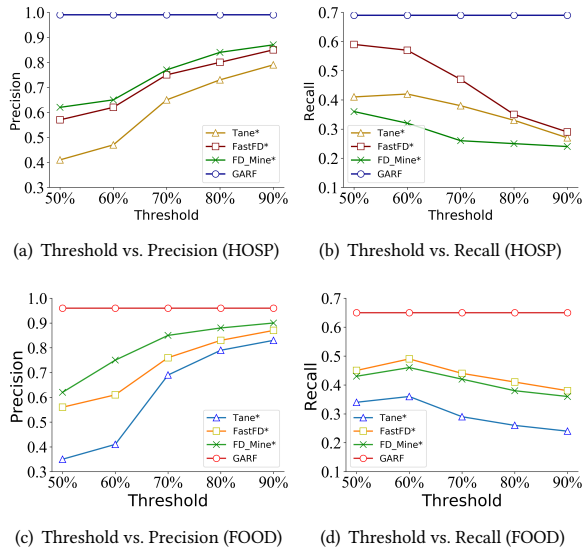 1.0
0.9
0.8
0.7
0.6
0.5
0.4
0.3
Precision
50% 60% 70% 80% 90%
Threshold
Tane*
FastFD*
FD_Mine*
GARF
(a) Threshold vs. Precision (HOSP)
0.7
0.6
0.5
0.4
0.3
0.2
0.1
Recall
50% 60% 70% 80% 90%
Threshold
Tane*
FastFD*
FD_Mine*
GARF
(b) Threshold vs. Recall (HOSP)
1.0
0.9
0.8
0.7
0.6
0.5
0.4
0.3
Precision
50% 60% 70% 80% 90%
Threshold
Tane*
FastFD*
FD_Mine*
GARF
(c) Threshold vs. Precision (FOOD)
0.7
0.6
0.5
0.4
0.3
0.2
0.1
Recall
50% 60% 70% 80% 90%
Threshold
Tane*
FastFD*
FD_Mine*
GARF
(d) Threshold vs. Recall (FOOD)